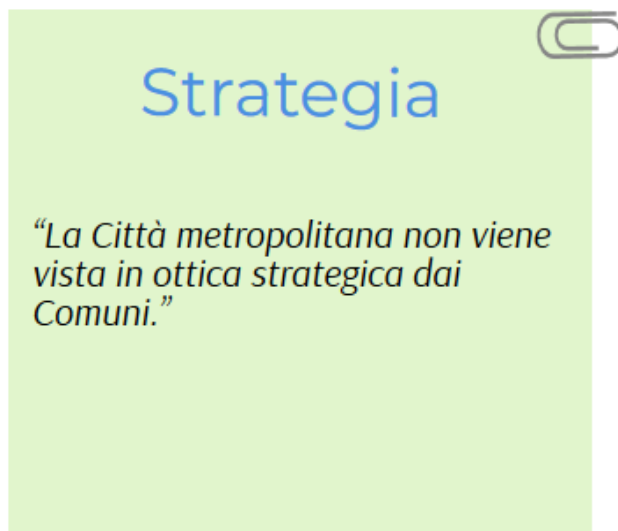 Strategia
“La Città metropolitana non viene
vista in ottica strategica dai
Comuni.”